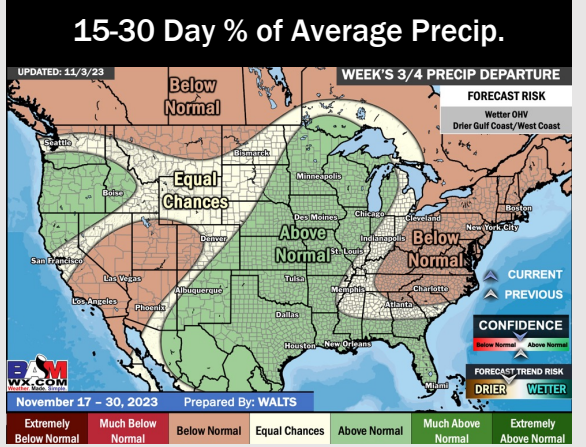 15-30 Day % of Average Precip.
UPDATED: 11/3/23
WEEK'S 3/4 PRECIP DEPARTURE
FORECAST RISK
Wetter OHV
Drier Gulf Coast/West Coast
Below
Normal
Seattle
Bismarck
Minneapolis
Equal
Chances
Boise
Boston
Des Moines
Chicago
Cleveland
New York City
Above
Normal
Below
Normal
Denver
Indianapolis
St. Louis
San Francisco
Las Vegas
Tulsa
Memphis
Charlotte
Los Angeles
Albuquerque
Phoenix
Atlanta
Dallas
Houston
New Orleans
Miami
CURRENT
PREVIOUS
CONFIDENCE
Below Normal
Above Normal
FORECAST TREND RISK
DRIER
WETTER
BAM
WX.COM
Weather. Made. Simple.
November 17 – 30, 2023
Prepared By: WALTS
Extremely
Below Normal
Much Below
Normal
Below Normal
Equal Chances
Above Normal
Much Above
Normal
Extremely
Above Normal